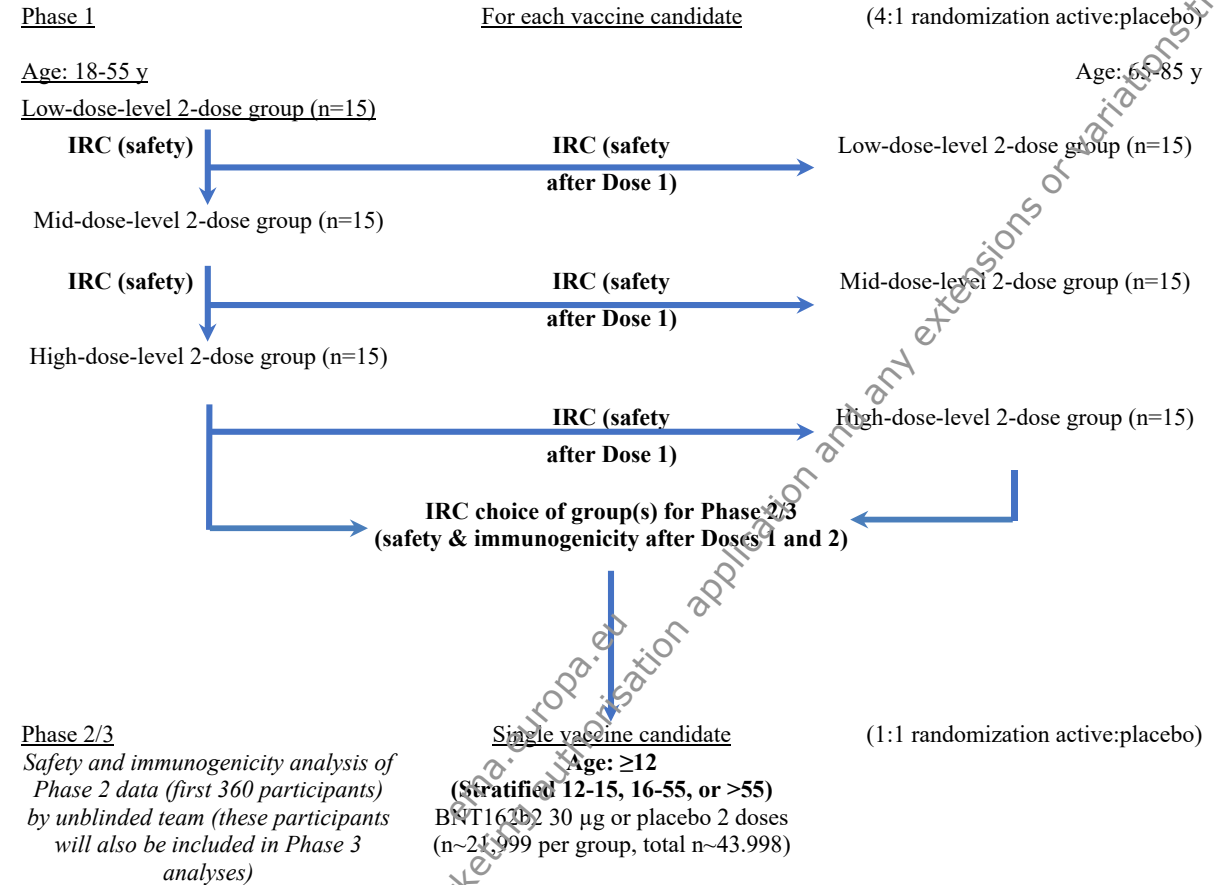 Phase 1 For each vaccine candidate (4:1 randomization active:placebo)
Age: 18-55 y Age: 65-85 y
Low-dose-level 2-dose group (n=15)
IRC (safety) IRC (safety Low-dose-level 2-dose group (n=15)
after Dose 1)
Mid-dose-level 2-dose group (n=15)
IRC (safety) IRC (safety Mid-dose-level 2-dose group (n=15)
after Dose 1)
High-dose-level 2-dose group (n=15)
IRC (safety High-dose-level 2-dose group (n=15)
after Dose 1)
IRC choice of group(s) for Phase 2/3
(safety & immunogenicity after Doses 1 and 2)
Phase 2/3 Single vaccine candidate (1:1 randomization active:placebo)
Safety and immunogenicity analysis of Age: ≥12
Phase 2 data (first 360 participants) (Stratified 12-15, 16-55, or >55)
by unblinded team (these participants BNT162b2 30 µg or placebo 2 doses
will also be included in Phase 3 (n~21,999 per group, total n~43.998)
analyses)
ema.europa.eu
keting authorisation application and any extensions or variations